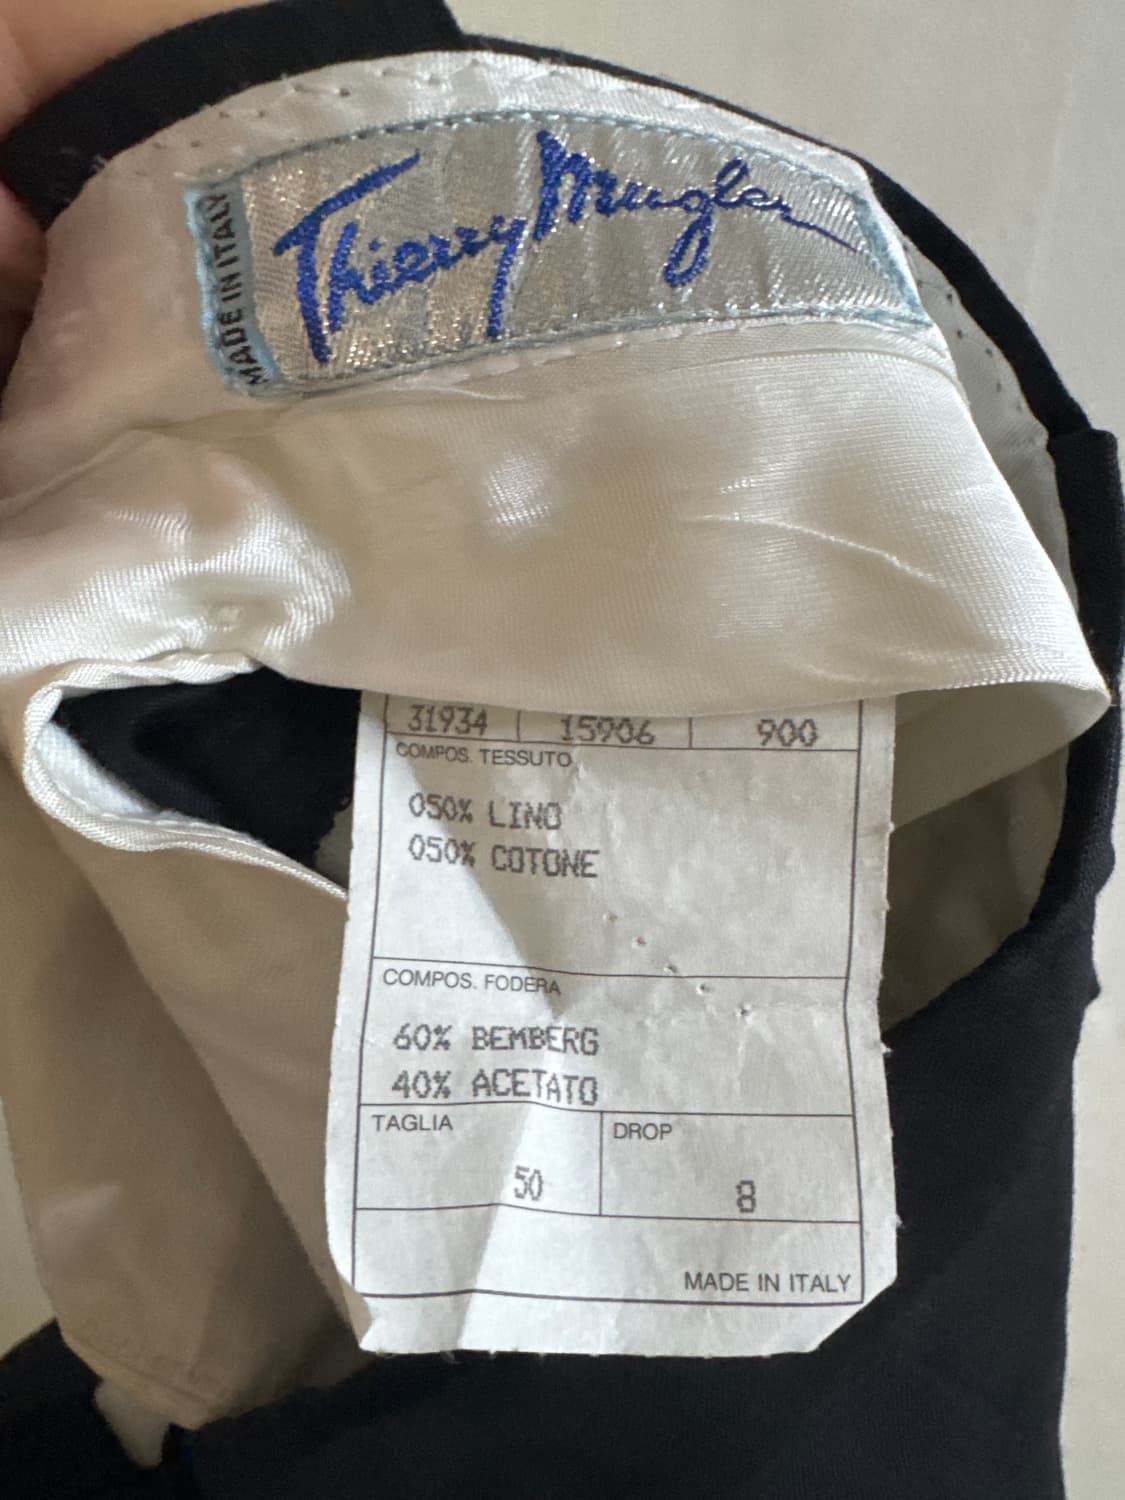 Thierry Mugler
MADE IN ITALY
31934 15906 900
COMPOS. TESSUTO
050% LINO
050% COTONE
COMPOS. FODERA
60% BEMBERG
40% ACETATO
TAGLIA DROP
50 8
MADE IN ITALY